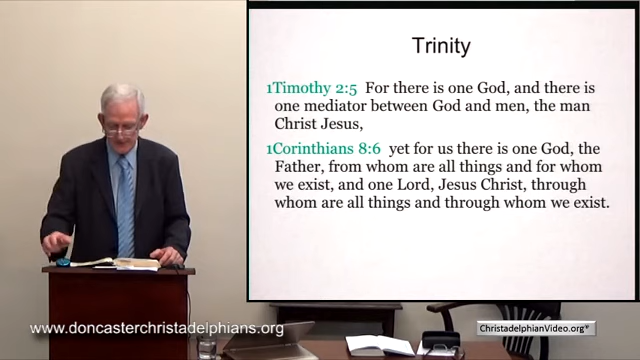 Trinity
1Timothy 2:5 For there is one God, and there is
one mediator between God and men, the man
Christ Jesus,
1Corinthians 8:6 yet for us there is one God, the
Father, from whom are all things and for whom
we exist, and one Lord, Jesus Christ, through
whom are all things and through whom we exist.
www.doncasterchristadelphians.org
ChristadelphianVideo.org®